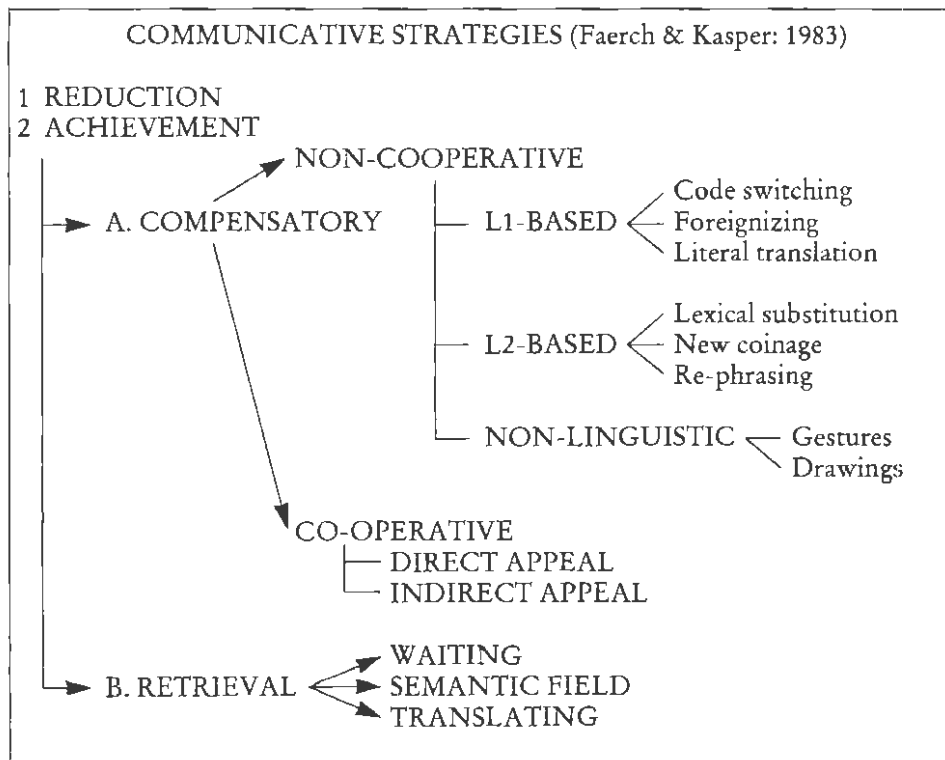 COMMUNICATIVE STRATEGIES (Faerch & Kasper: 1983)
1 REDUCTION
2 ACHIEVEMENT
NON-COOPERATIVE
A. COMPENSATORY
L1-BASED
Code switching
Foreignizing
Literal translation
L2-BASED
Lexical substitution
New coinage
Re-phrasing
NON-LINGUISTIC
Gestures
Drawings
CO-OPERATIVE
DIRECT APPEAL
INDIRECT APPEAL
B. RETRIEVAL
WAITING
SEMANTIC FIELD
TRANSLATING